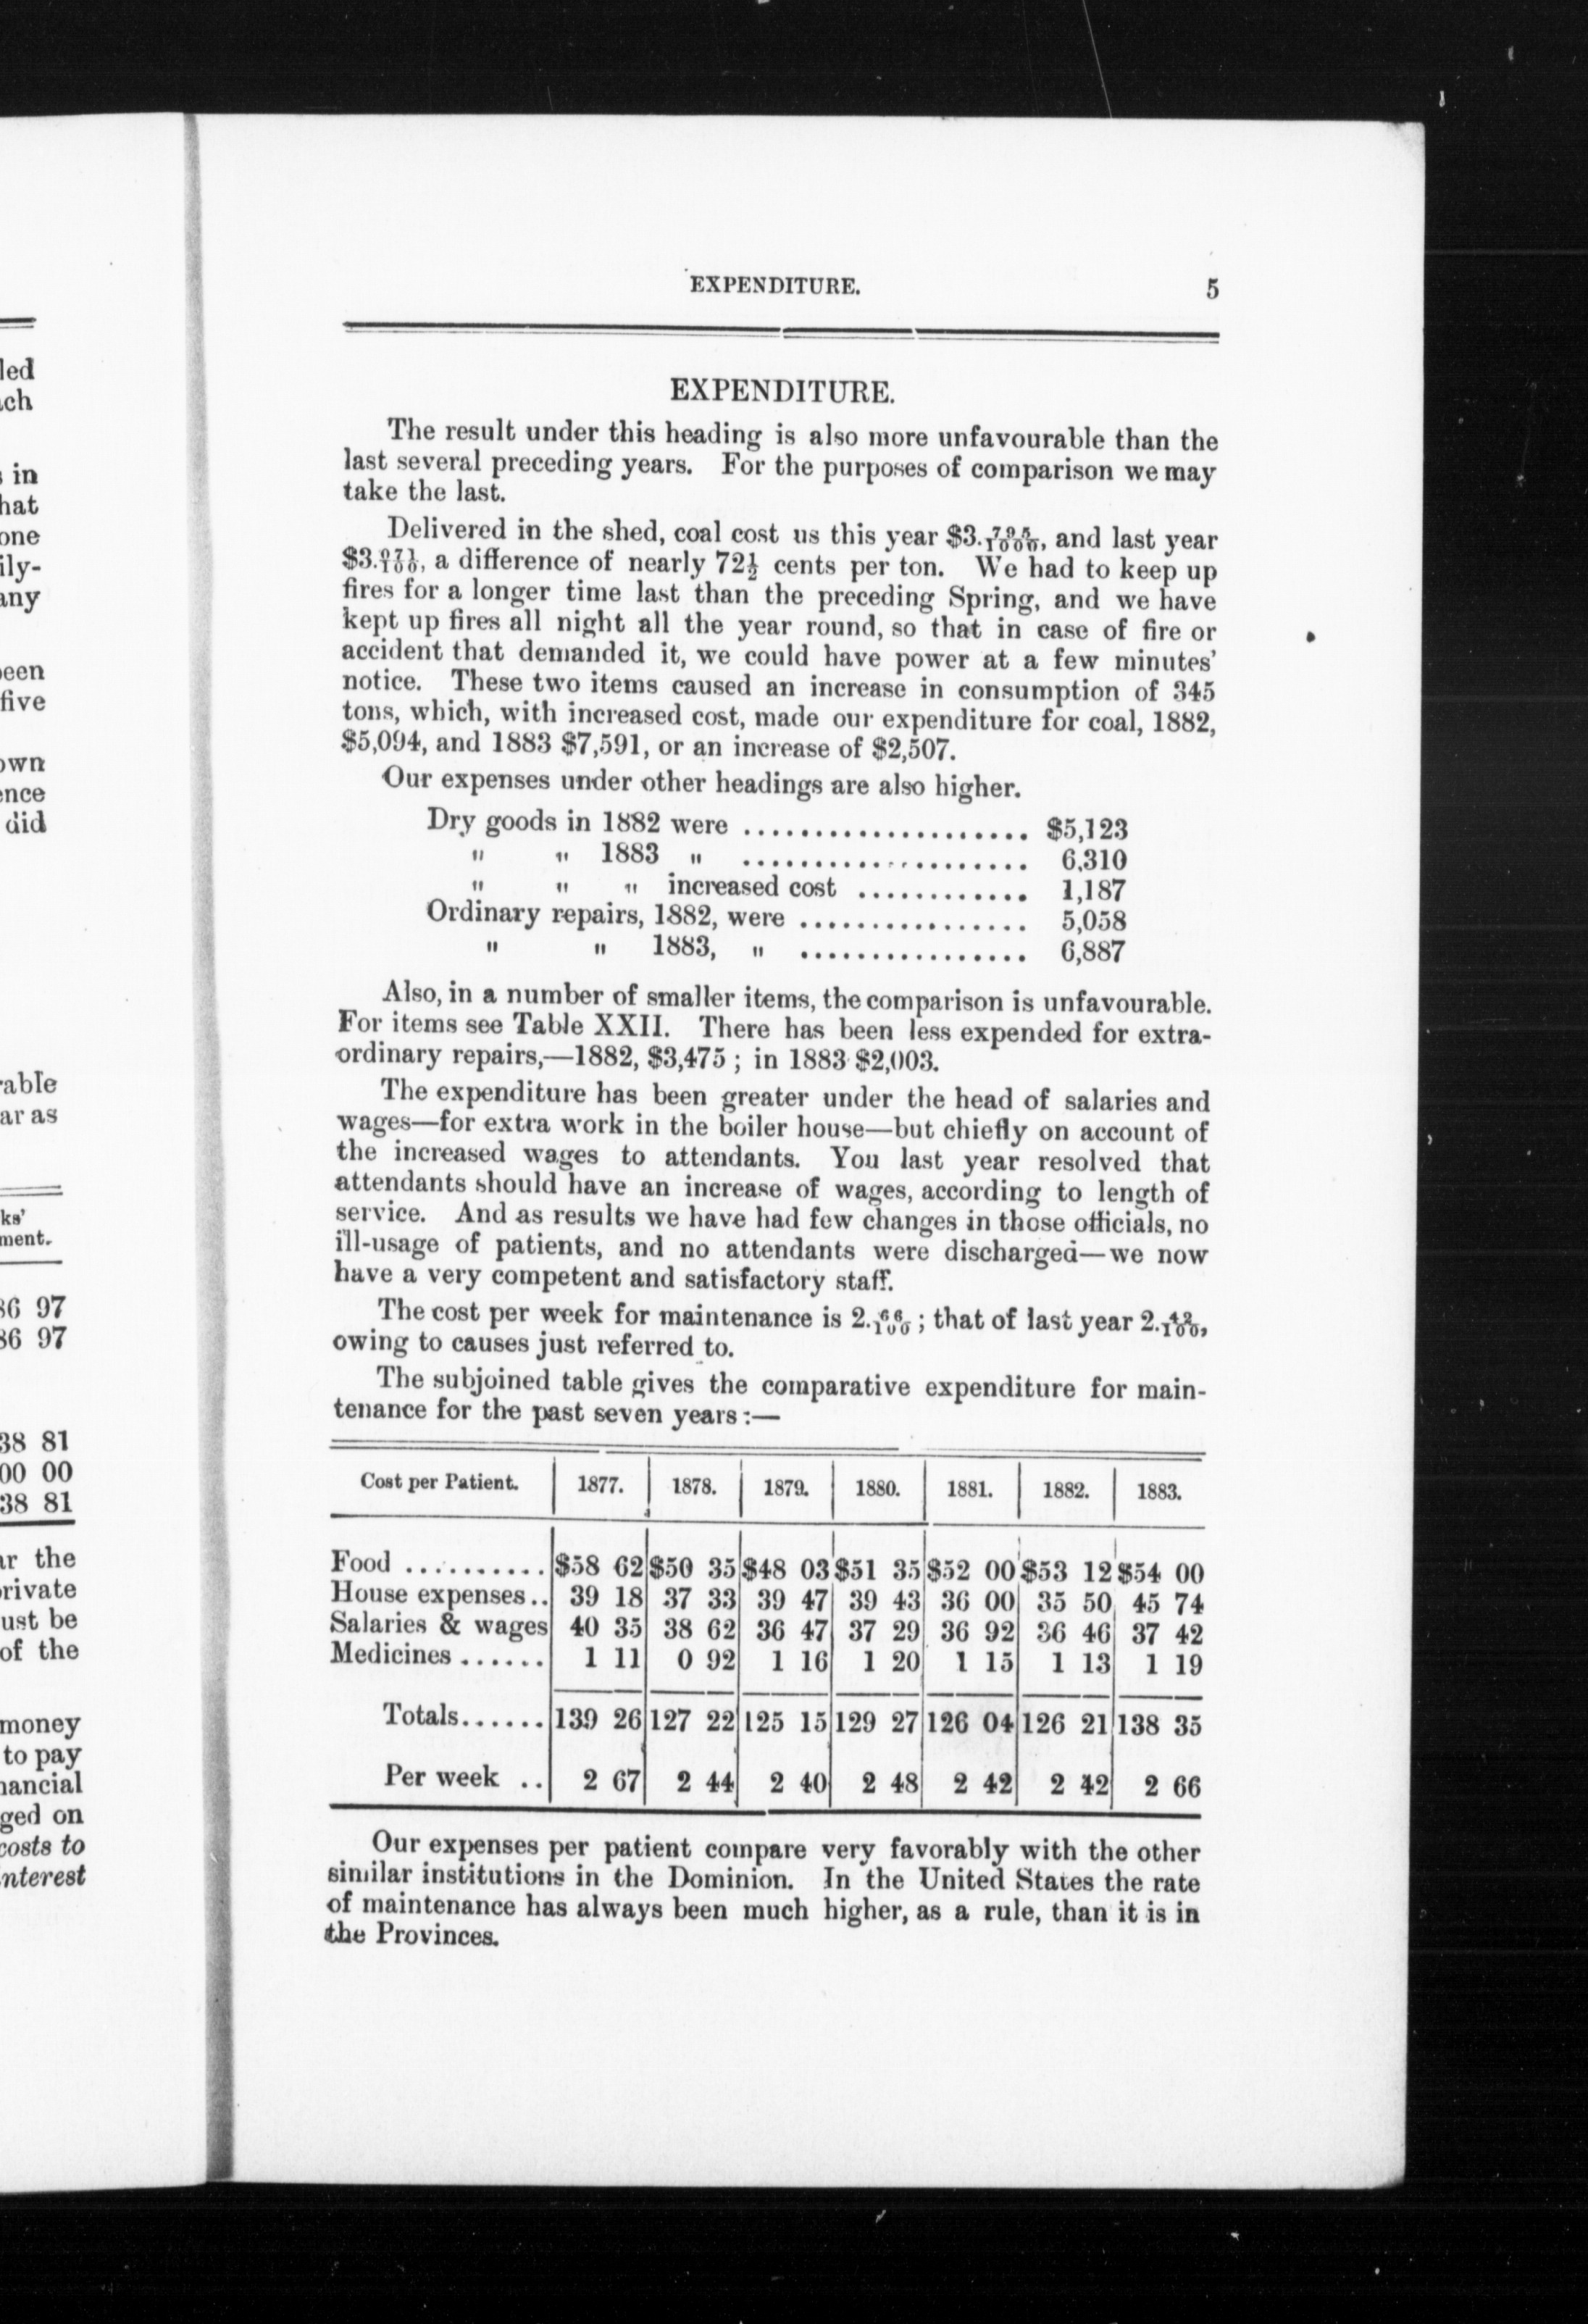 EXPENDITURE. 5
EXPENDITURE.
The result under this heading is also more unfavourable than the
last several preceding years. For the purposes of comparison we may
take the last.
Delivered in the shed, coal cost us this year $3.795/1000, and last year
$3.071/100, a difference of nearly 72½ cents per ton. We had to keep up
fires for a longer time last than the preceding Spring, and we have
kept up fires all night all the year round, so that in case of fire or
accident that demanded it, we could have power at a few minutes'
notice. These two items caused an increase in consumption of 345
tons, which, with increased cost, made our expenditure for coal, 1882,
$5,094, and 1883 $7,591, or an increase of $2,507.
Our expenses under other headings are also higher.
Dry goods in 1882 were .................... $5,123
" " 1883 " .................... 6,310
" " " increased cost ............ 1,187
Ordinary repairs, 1882, were ................ 5,058
" " 1883, " ................ 6,887
Also, in a number of smaller items, the comparison is unfavourable.
For items see Table XXII. There has been less expended for extra-
ordinary repairs,—1882, $3,475 ; in 1883 $2,003.
The expenditure has been greater under the head of salaries and
wages—for extra work in the boiler house—but chiefly on account of
the increased wages to attendants. You last year resolved that
attendants should have an increase of wages, according to length of
service. And as results we have had few changes in those officials, no
ill-usage of patients, and no attendants were discharged—we now
have a very competent and satisfactory staff.
The cost per week for maintenance is 2.66/100 ; that of last year 2.42/100,
owing to causes just referred to.
The subjoined table gives the comparative expenditure for main-
tenance for the past seven years :—
Cost per Patient. 1877. 1878. 1879. 1880. 1881. 1882. 1883.
Food .......... $58 62 $50 35 $48 03 $51 35 $52 00 $53 12 $54 00
House expenses.. 39 18 37 33 39 47 39 43 36 00 35 50 45 74
Salaries & wages 40 35 38 62 36 47 37 29 36 92 36 46 37 42
Medicines ...... 1 11 0 92 1 16 1 20 1 15 1 13 1 19
Totals...... 139 26 127 22 125 15 129 27 126 04 126 21 138 35
Per week .. 2 67 2 44 2 40 2 48 2 42 2 42 2 66
Our expenses per patient compare very favorably with the other
similar institutions in the Dominion. In the United States the rate
of maintenance has always been much higher, as a rule, than it is in
the Provinces.